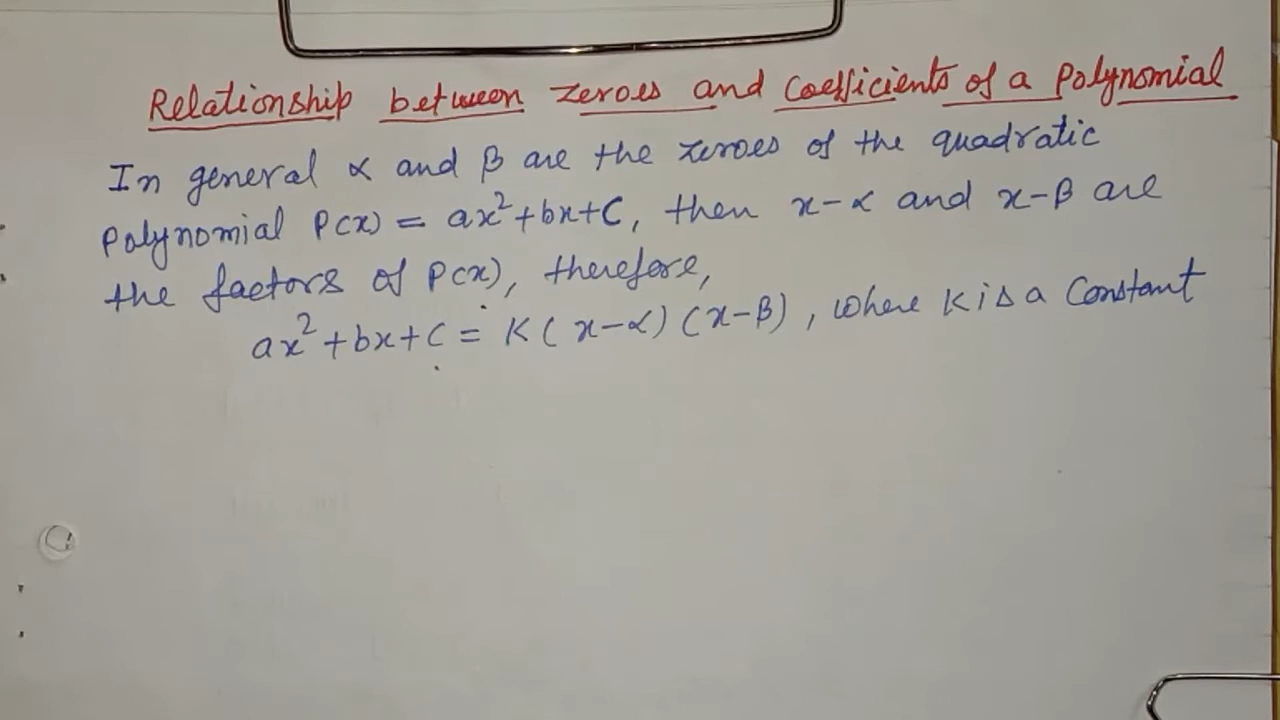 Relationship between zeroes and Coefficients of a Polynomial
In general α and β are the zeroes of the quadratic
Polynomial P(x) = ax²+bx+C, then x-α and x-β are
the factors of P(x), therefore,
ax²+bx+C = K(x-α)(x-β), where K is a Constant